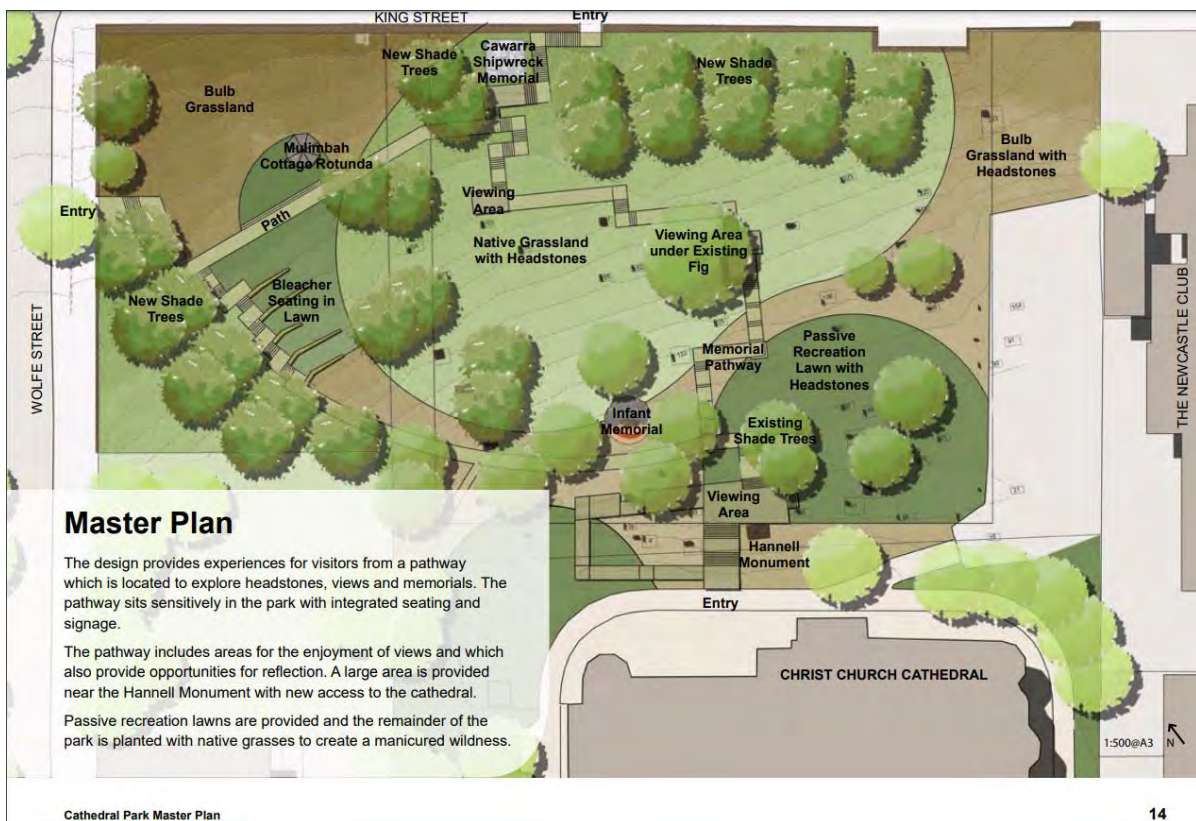 KING STREET
Entry
New Shade
Trees
Cawarra
Shipwreck
Memorial
New Shade
Trees
Bulb
Grassland
Mulimbah
Cottage Rotunda
Bulb
Grassland with
Headstones
Entry
Path
Viewing
Area
Native Grassland
with Headstones
Viewing Area
under Existing
Fig
New Shade
Trees
Bleacher
Seating in
Lawn
WOLFE STREET
THE NEWCASTLE CLUB
Memorial
Pathway
Passive
Recreation
Lawn with
Headstones
Infant
Memorial
Existing
Shade Trees
Viewing
Area
Hannell
Monument
Entry
CHRIST CHURCH CATHEDRAL
1:500@A3 N
Master Plan
The design provides experiences for visitors from a pathway
which is located to explore headstones, views and memorials. The
pathway sits sensitively in the park with integrated seating and
signage.
The pathway includes areas for the enjoyment of views and which
also provide opportunities for reflection. A large area is provided
near the Hannell Monument with new access to the cathedral.
Passive recreation lawns are provided and the remainder of the
park is planted with native grasses to create a manicured wildness.
Cathedral Park Master Plan
14